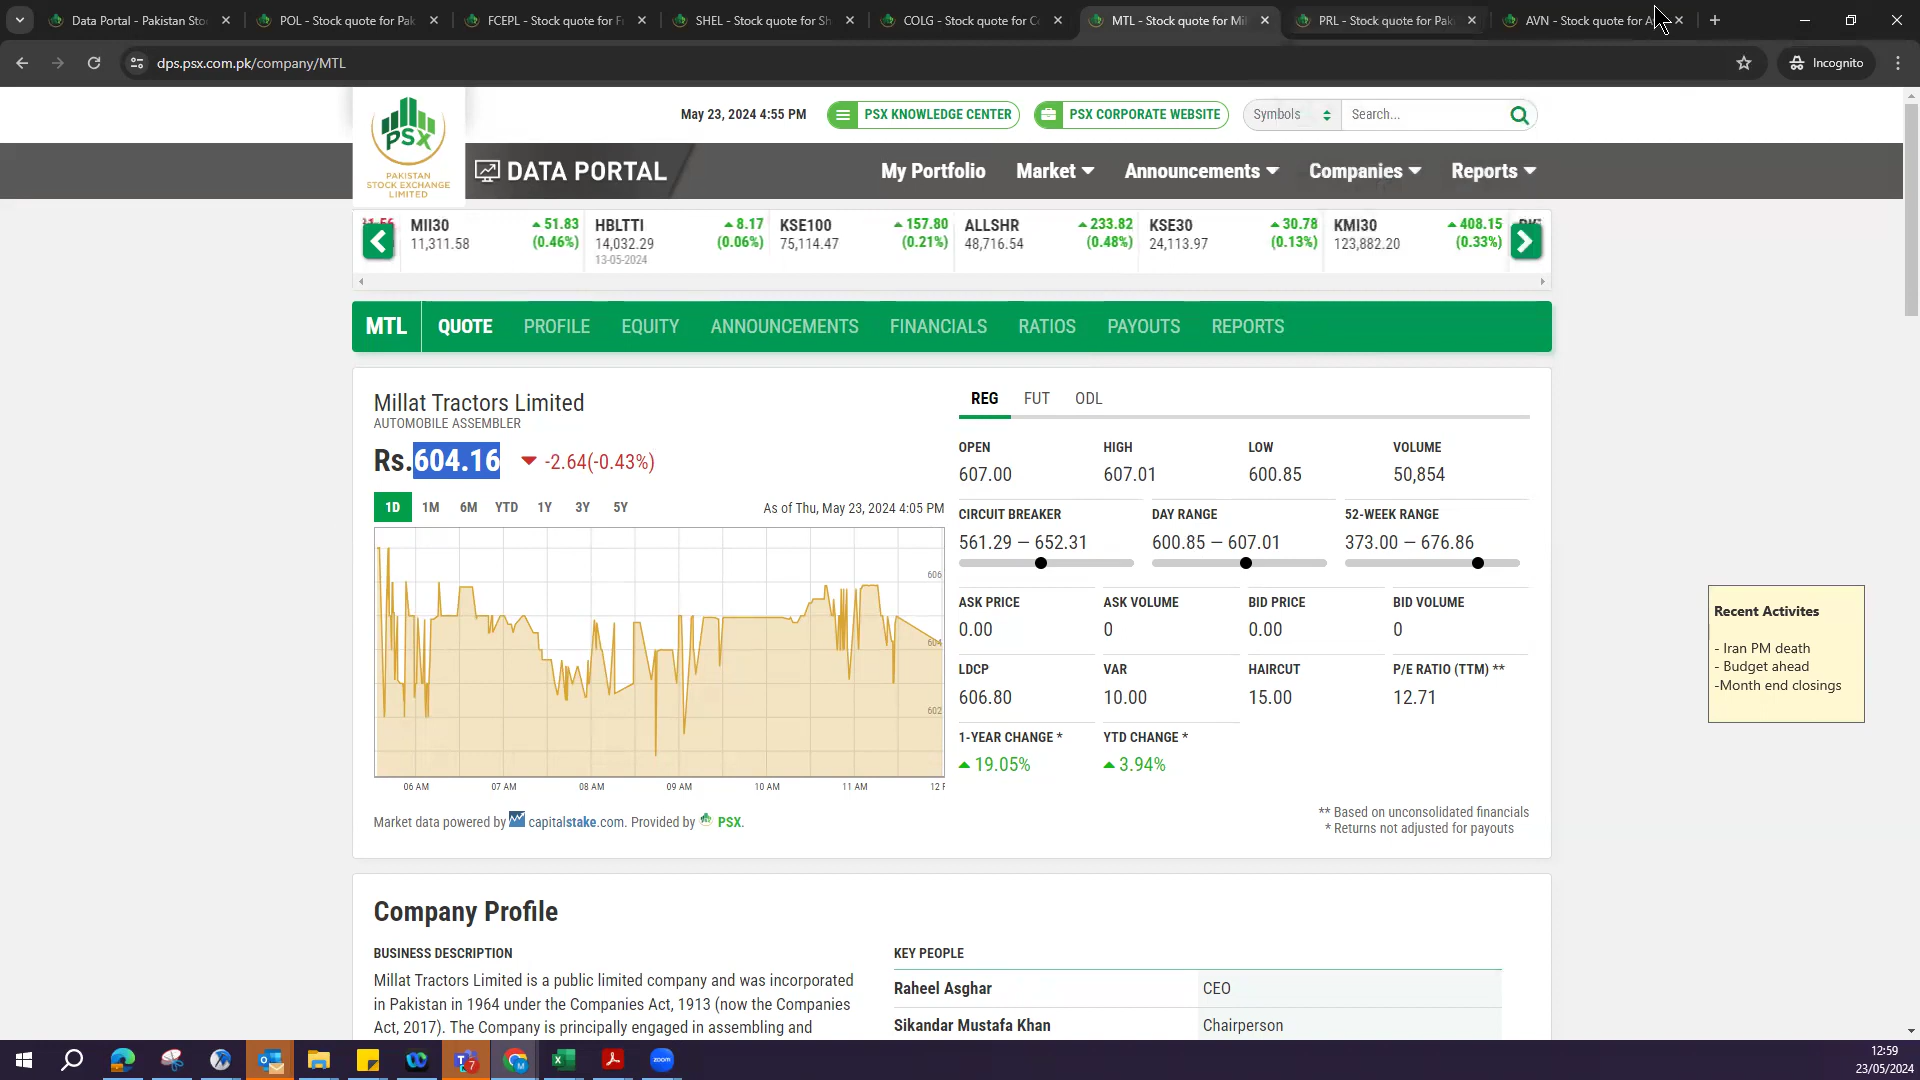 Data Portal - Pakistan Sto
POL - Stock quote for Pak
FCEPL - Stock quote for F
SHEL - Stock quote for Sh
COLG - Stock quote for C
MTL - Stock quote for Mil
PRL - Stock quote for Pak
AVN - Stock quote for A
dps.psx.com.pk/company/MTL
Incognito
PSX
PAKISTAN
STOCK EXCHANGE
LIMITED
May 23, 2024 4:55 PM
PSX KNOWLEDGE CENTER
PSX CORPORATE WEBSITE
Symbols
Search...
DATA PORTAL
My Portfolio
Market
Announcements
Companies
Reports
MII30 51.83
11,311.58 (0.46%)
HBLTTI 8.17
14,032.29 (0.06%)
13-05-2024
KSE100 157.80
75,114.47 (0.21%)
ALLSHR 233.82
48,716.54 (0.48%)
KSE30 30.78
24,113.97 (0.13%)
KMI30 408.15
123,882.20 (0.33%)
MTL QUOTE PROFILE EQUITY ANNOUNCEMENTS FINANCIALS RATIOS PAYOUTS REPORTS
Millat Tractors Limited
AUTOMOBILE ASSEMBLER
Rs.604.16 -2.64(-0.43%)
1D 1M 6M YTD 1Y 3Y 5Y As of Thu, May 23, 2024 4:05 PM
606
604
602
06 AM 07 AM 08 AM 09 AM 10 AM 11 AM 12 P
Market data powered by capitalstake.com. Provided by PSX.
REG FUT ODL
OPEN HIGH LOW VOLUME
607.00 607.01 600.85 50,854
CIRCUIT BREAKER DAY RANGE 52-WEEK RANGE
561.29 — 652.31 600.85 — 607.01 373.00 — 676.86
ASK PRICE ASK VOLUME BID PRICE BID VOLUME
0.00 0 0.00 0
LDCP VAR HAIRCUT P/E RATIO (TTM) **
606.80 10.00 15.00 12.71
1-YEAR CHANGE * YTD CHANGE *
19.05% 3.94%
** Based on unconsolidated financials
* Returns not adjusted for payouts
Recent Activites
- Iran PM death
- Budget ahead
-Month end closings
Company Profile
BUSINESS DESCRIPTION
Millat Tractors Limited is a public limited company and was incorporated
in Pakistan in 1964 under the Companies Act, 1913 (now the Companies
Act, 2017). The Company is principally engaged in assembling and
KEY PEOPLE
Raheel Asghar CEO
Sikandar Mustafa Khan Chairperson
7
zoom
12:59
23/05/2024